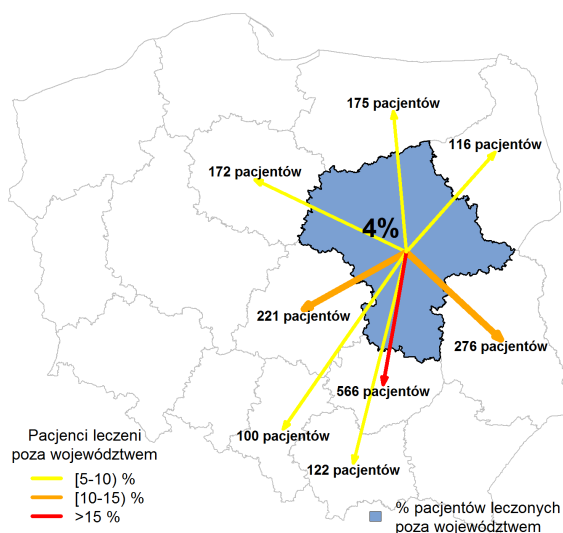 175 pacjentów
116 pacjentów
172 pacjentów
4%
221 pacjentów
276 pacjentów
566 pacjentów
100 pacjentów
122 pacjentów
Pacjenci leczeni
poza województwem
[5-10) %
[10-15) %
>15 %
% pacjentów leczonych
poza województwem